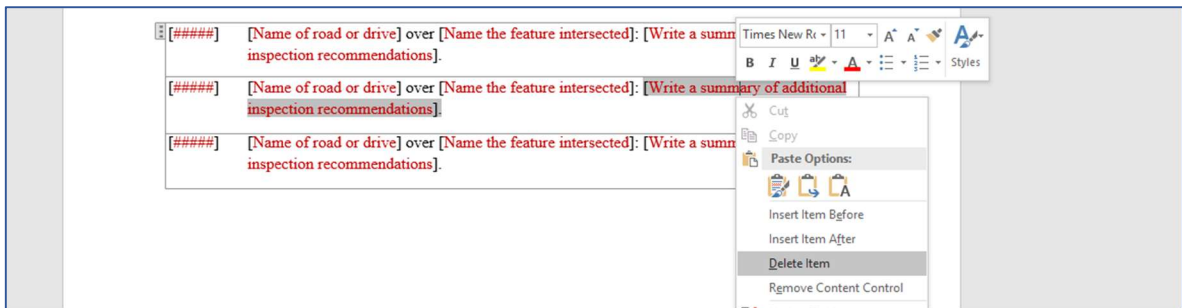 [#####] [Name of road or drive] over [Name the feature intersected]: [Write a summ
inspection recommendations].
[#####] [Name of road or drive] over [Name the feature intersected]: [Write a summary of additional
inspection recommendations].
[#####] [Name of road or drive] over [Name the feature intersected]: [Write a summ
inspection recommendations].
Times New Rc 11 A A A
B I U aby A Styles
Cut
Copy
Paste Options:
A
Insert Item Before
Insert Item After
Delete Item
Remove Content Control